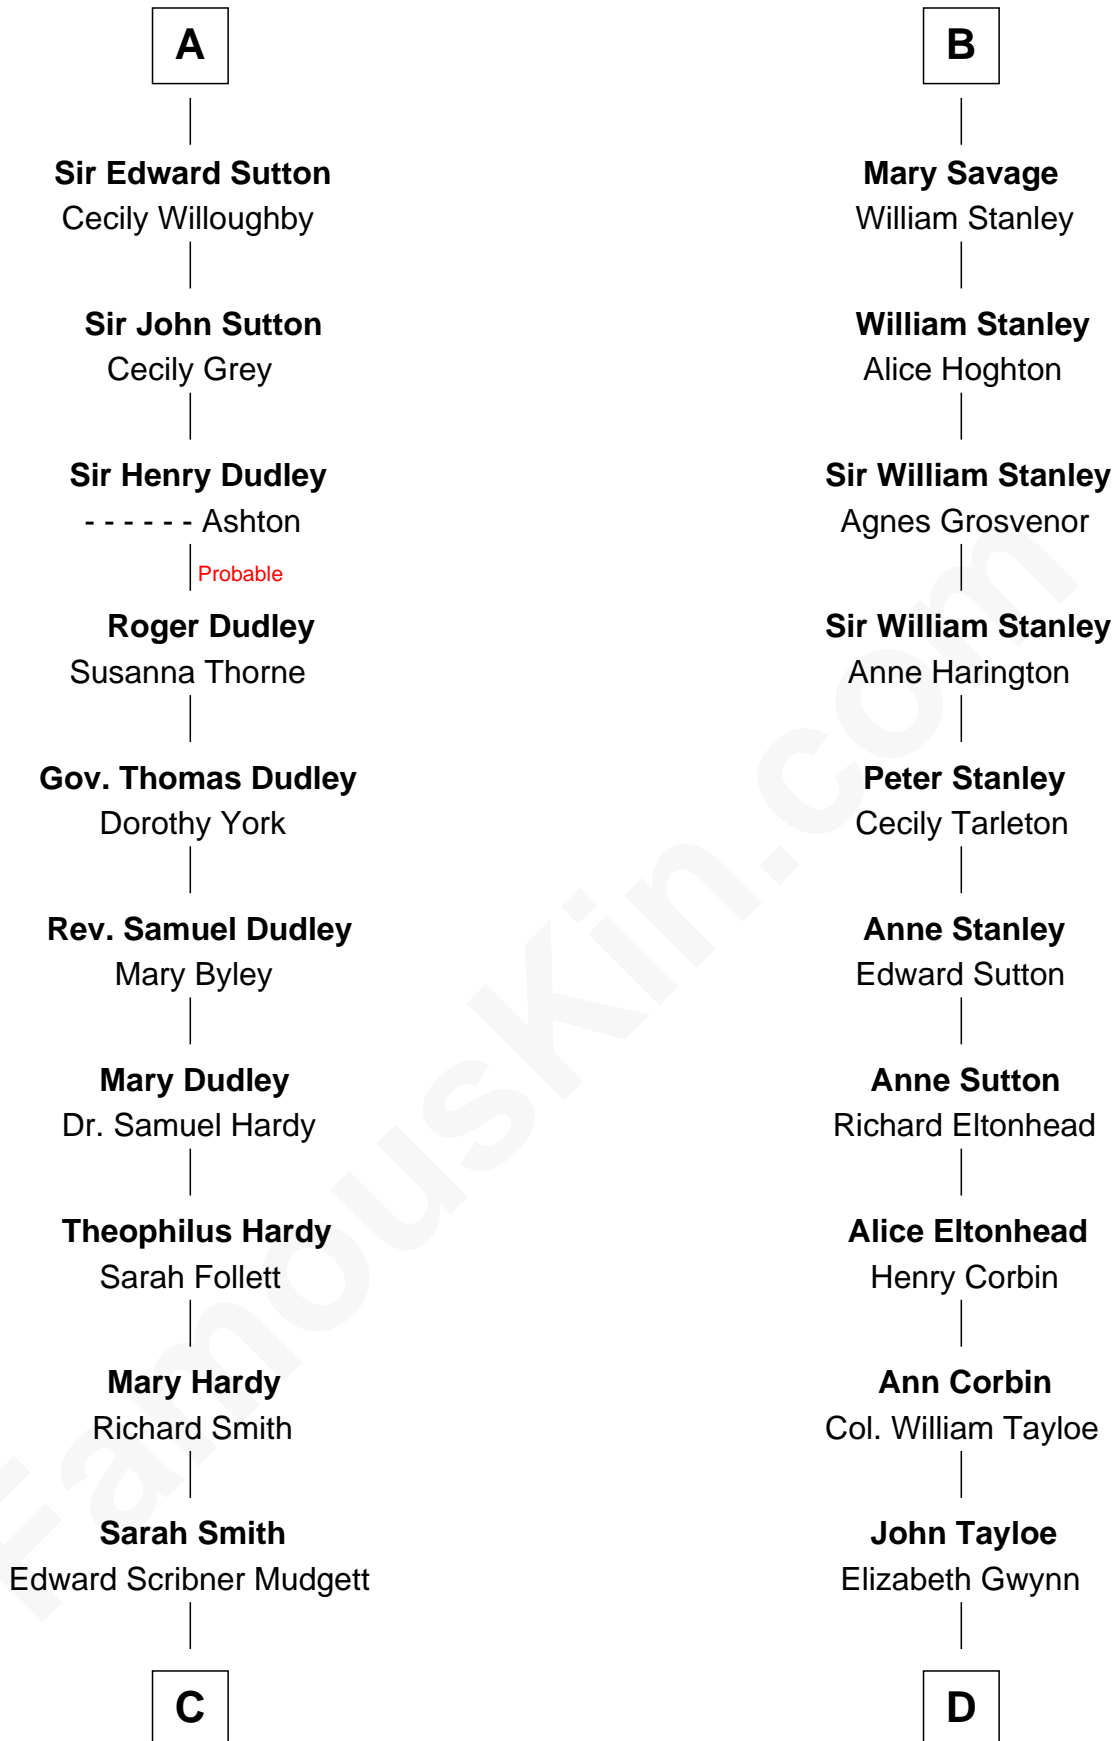 A
Sir Edward Sutton
Cecily Willoughby
Sir John Sutton
Cecily Grey
Sir Henry Dudley
- - - - - - Ashton
Probable
Roger Dudley
Susanna Thorne
Gov. Thomas Dudley
Dorothy York
Rev. Samuel Dudley
Mary Byley
Mary Dudley
Dr. Samuel Hardy
Theophilus Hardy
Sarah Follett
Mary Hardy
Richard Smith
Sarah Smith
Edward Scribner Mudgett
C
B
Mary Savage
William Stanley
William Stanley
Alice Hoghton
Sir William Stanley
Agnes Grosvenor
Sir William Stanley
Anne Harington
Peter Stanley
Cecily Tarleton
Anne Stanley
Edward Sutton
Anne Sutton
Richard Eltonhead
Alice Eltonhead
Henry Corbin
Ann Corbin
Col. William Tayloe
John Tayloe
Elizabeth Gwynn
D
FamousKin.com